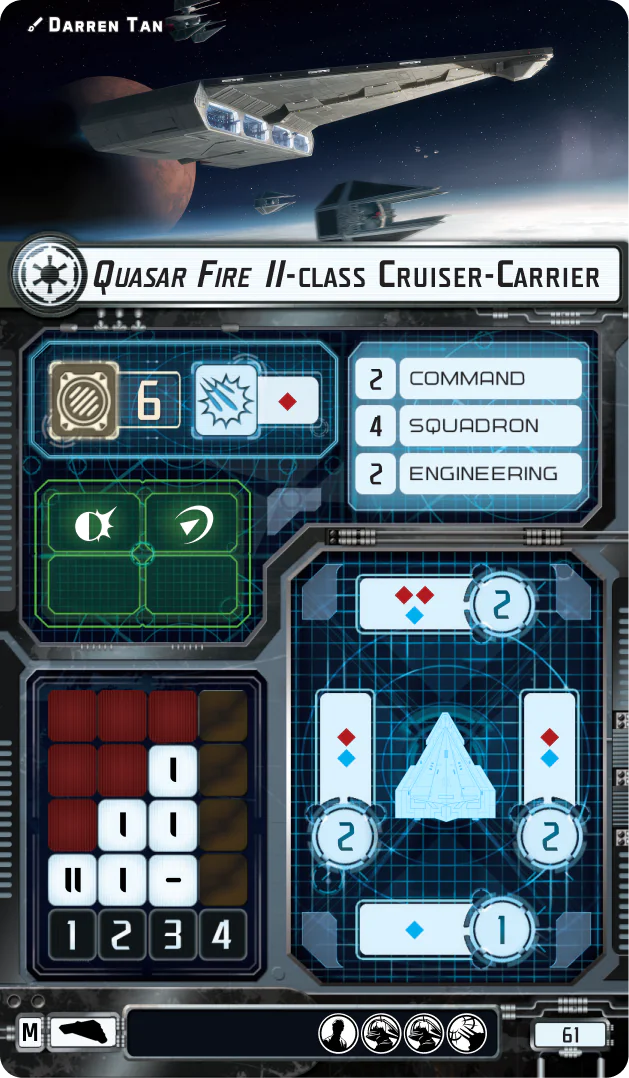 Darren Tan
Quasar Fire II-class Cruiser-Carrier
6
2 COMMAND
4 SQUADRON
2 ENGINEERING
2
2 2
1
I
I I
II I -
1 2 3 4
M 61